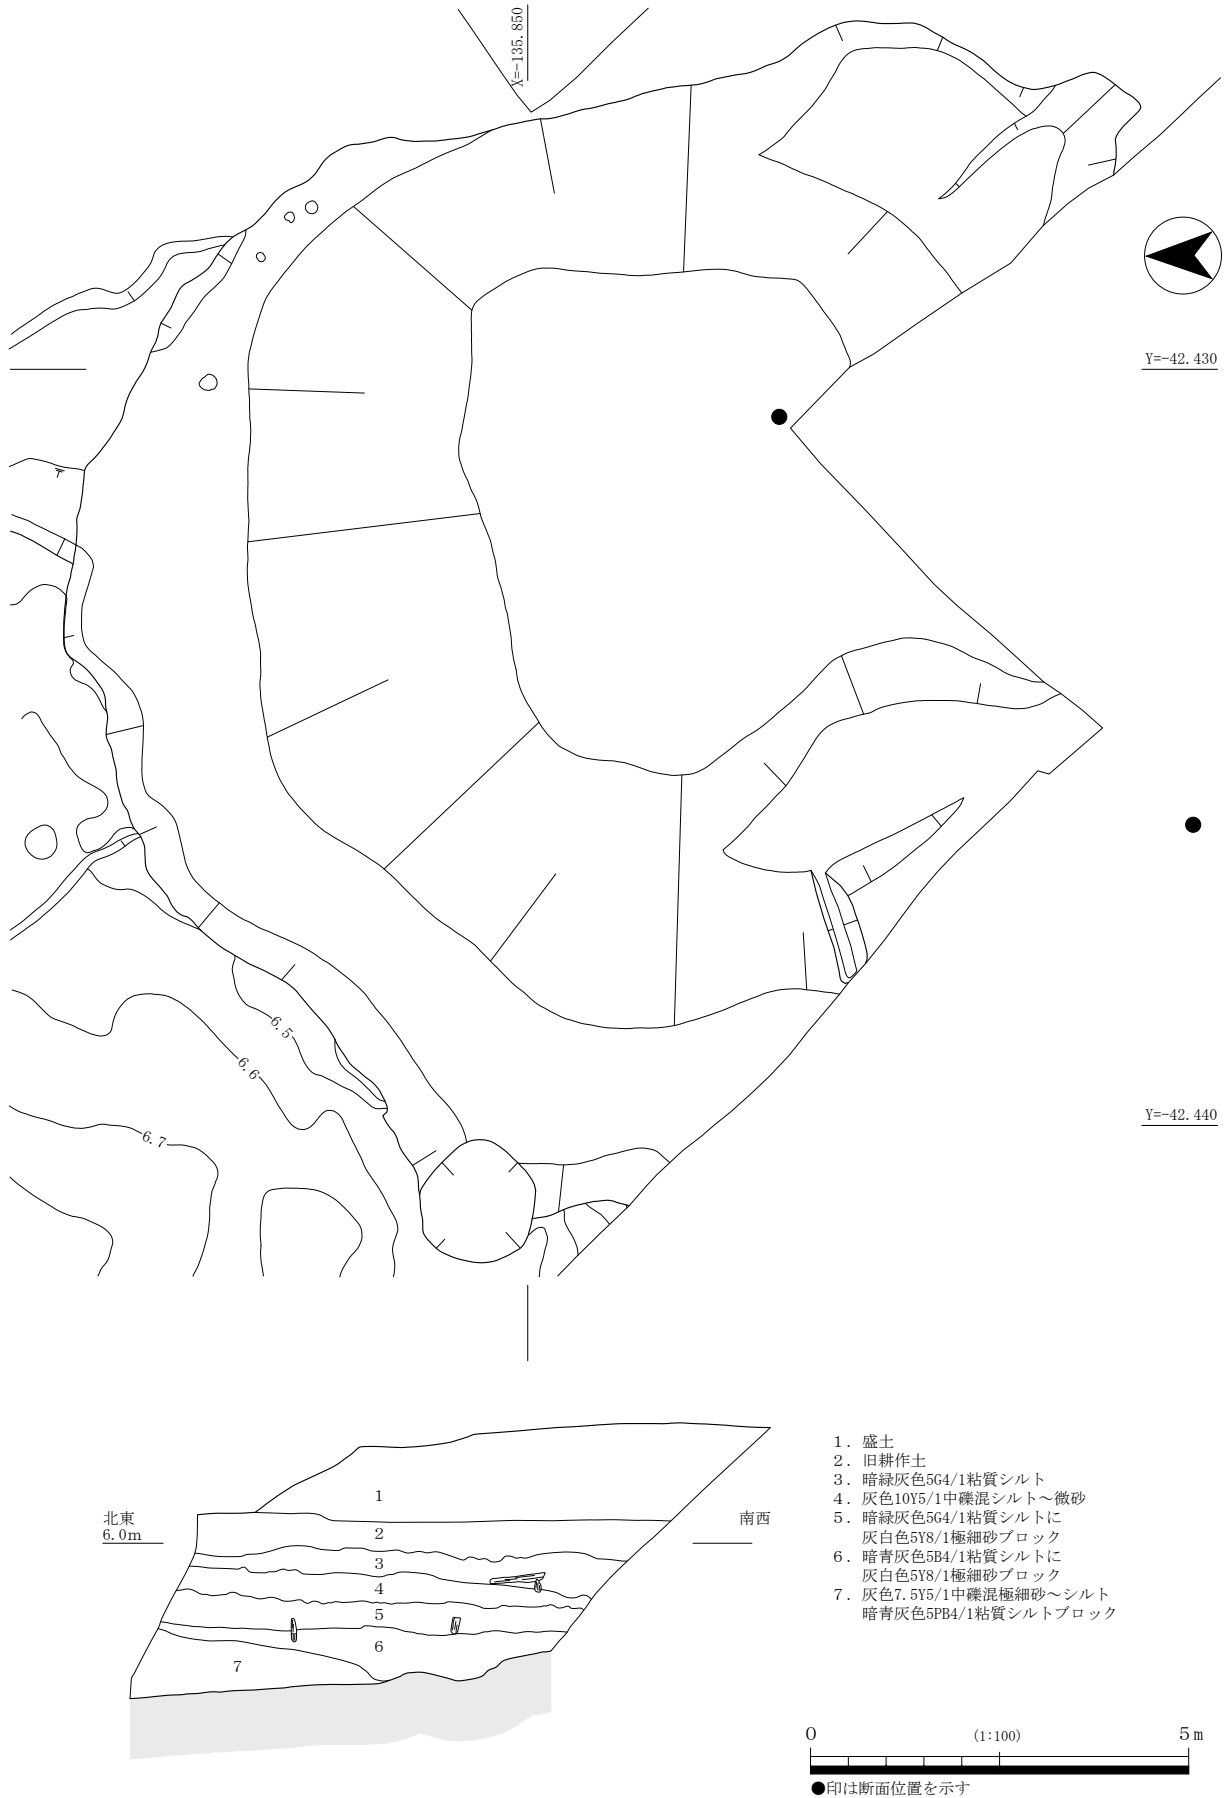 X=-135.850
Y=-42.430
6.5
6.6
6.7
Y=-42.440
北東
6.0m
南西
1
2
3
4
5
6
7
1．盛土
2．旧耕作土
3．暗緑灰色5G4/1粘質シルト
4．灰色10Y5/1中礫混シルト～微砂
5．暗緑灰色5G4/1粘質シルトに
灰白色5Y8/1極細砂ブロック
6．暗青灰色5B4/1粘質シルトに
灰白色5Y8/1極細砂ブロック
7．灰色7.5Y5/1中礫混極細砂～シルト
暗青灰色5PB4/1粘質シルトブロック
0 (1:100) 5m
●印は断面位置を示す